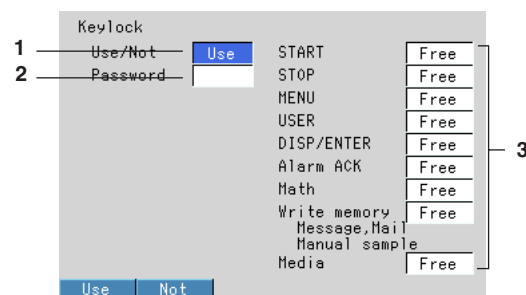 Keylock
1 Use/Not Use START Free
2 Password STOP Free
MENU Free
USER Free
DISP/ENTER Free
3
Alarm ACK Free
Math Free
Write memory Free
Message,Mail
Manual sample
Media Free
Use Not